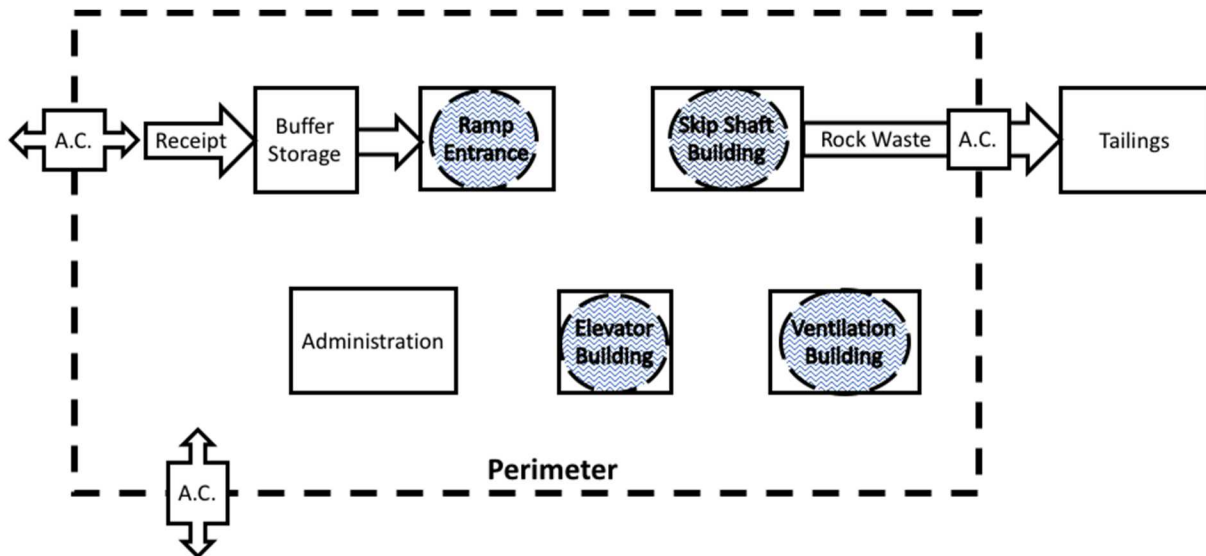 A.C.
Receipt
Buffer
Storage
Ramp
Entrance
Skip Shaft
Building
Rock Waste
A.C.
Tailings
Administration
Elevator
Building
Ventilation
Building
Perimeter
A.C.